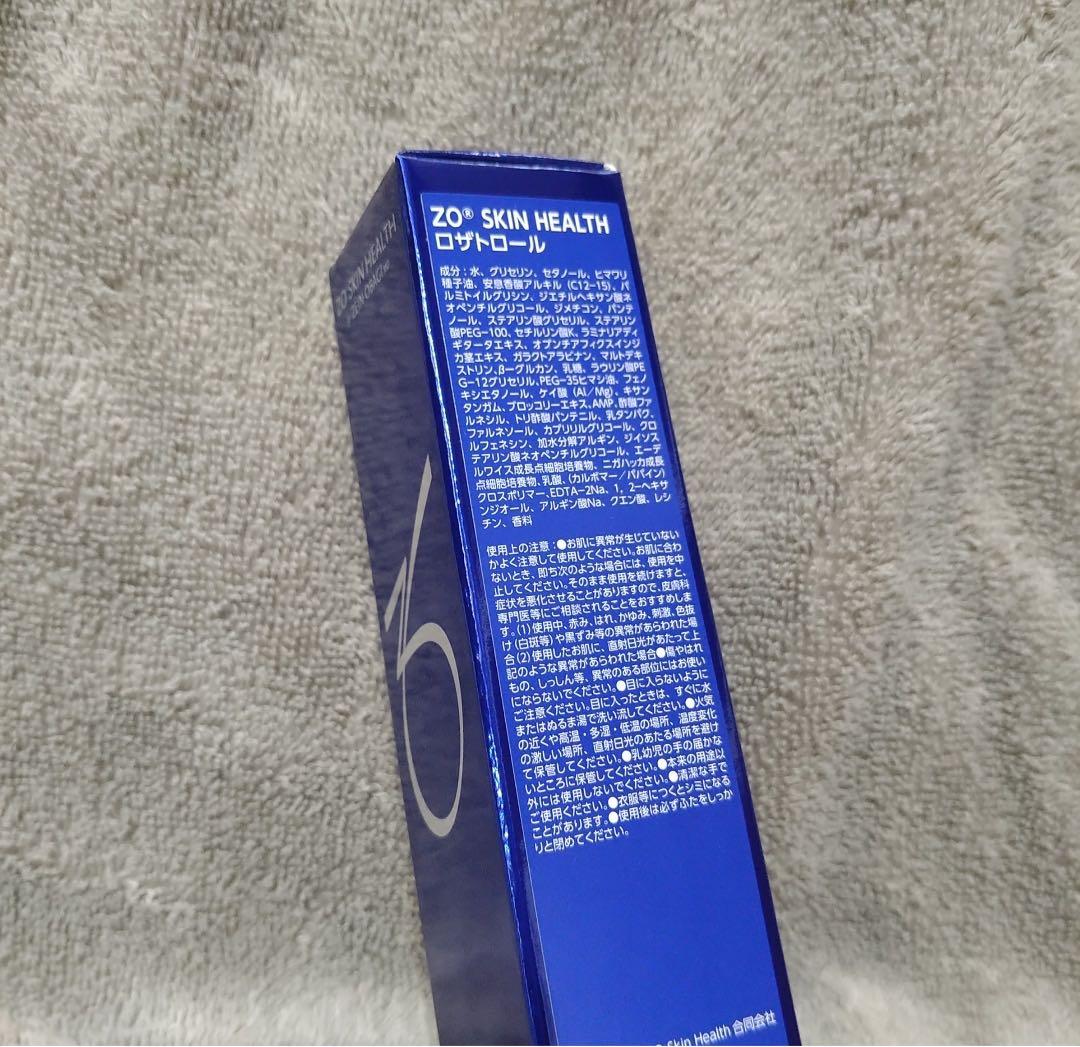 ZO® SKIN HEALTH
ロザトロール
成分：水、グリセリン、セタノール、ヒマワリ
種子油、安息香酸アルキル（C12-15）、パ
ルミトイルグリシン、ジエチルヘキサン酸ネ
オペンチルグリコール、ジメチコン、パンテ
ノール、ステアリン酸グリセリル、ステアリン
酸PEG-100、セチルリン酸K、ラミナリアディ
ギタータエキス、オプンチアフィクスインジ
カ茎エキス、ガラクトアラビナン、マルトデキ
ストリン、β-グルカン、乳糖、ラウリン酸PE
G-12グリセリル、PEG-35ヒマシ油、フェノ
キシエタノール、ケイ酸（Al/Mg）、キサン
タンガム、ブロッコリーエキス、AMP、酢酸ファ
ルネシル、トリ酢酸パンテニル、乳タンパク、
ファルネソール、カプリリルグリコール、クロ
ルフェネシン、加水分解アルギン、ジイソス
テアリン酸ネオペンチルグリコール、エーデ
ルワイス成長点細胞培養物、ニガハッカ成長
点細胞培養物、乳酸、（カルボマー／パパイン）
クロスポリマー、EDTA-2Na、1，2-ヘキサ
ンジオール、アルギン酸Na、クエン酸、レシ
チン、香料
使用上の注意：●お肌に異常が生じていない
かよく注意して使用してください。お肌に合わ
ないとき、即ち次のような場合には、使用を中
止してください。そのまま使用を続けますと、
症状を悪化させることがありますので、皮膚科
専門医等にご相談されることをおすすめしま
す。（1）使用中、赤み、はれ、かゆみ、刺激、色抜
け（白斑等）や黒ずみ等の異常があらわれた場
合（2）使用したお肌に、直射日光があたって上
記のような異常があらわれた場合●傷やはれ
もの、しっしん等、異常のある部位にはお使い
にならないでください。●目に入らないように
ご注意ください。目に入ったときは、すぐに水
またはぬるま湯で洗い流してください。●火気
の近くや高温・多湿・低温の場所、温度変化
の激しい場所、直射日光のあたる場所を避け
て保管してください。●乳幼児の手の届かな
いところに保管してください。●本来の用途以
外には使用しないでください。●清潔な手で
ご使用ください。●衣服等につくとシミになる
ことがあります。●使用後は必ずふたをしっか
りと閉めてください。
Skin Health 合同会社
ZO SKIN HEALTH